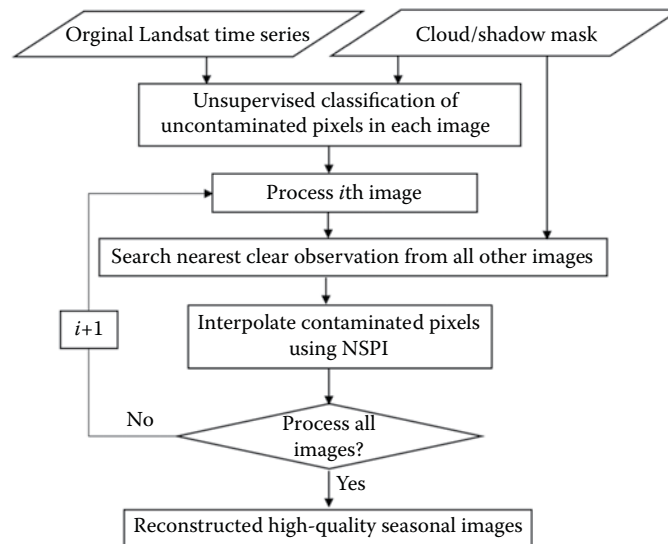 Orginal Landsat time series
Cloud/shadow mask
Unsupervised classification of
uncontaminated pixels in each image
Process ith image
Search nearest clear observation from all other images
i+1
Interpolate contaminated pixels
using NSPI
No
Process all
images?
Yes
Reconstructed high-quality seasonal images